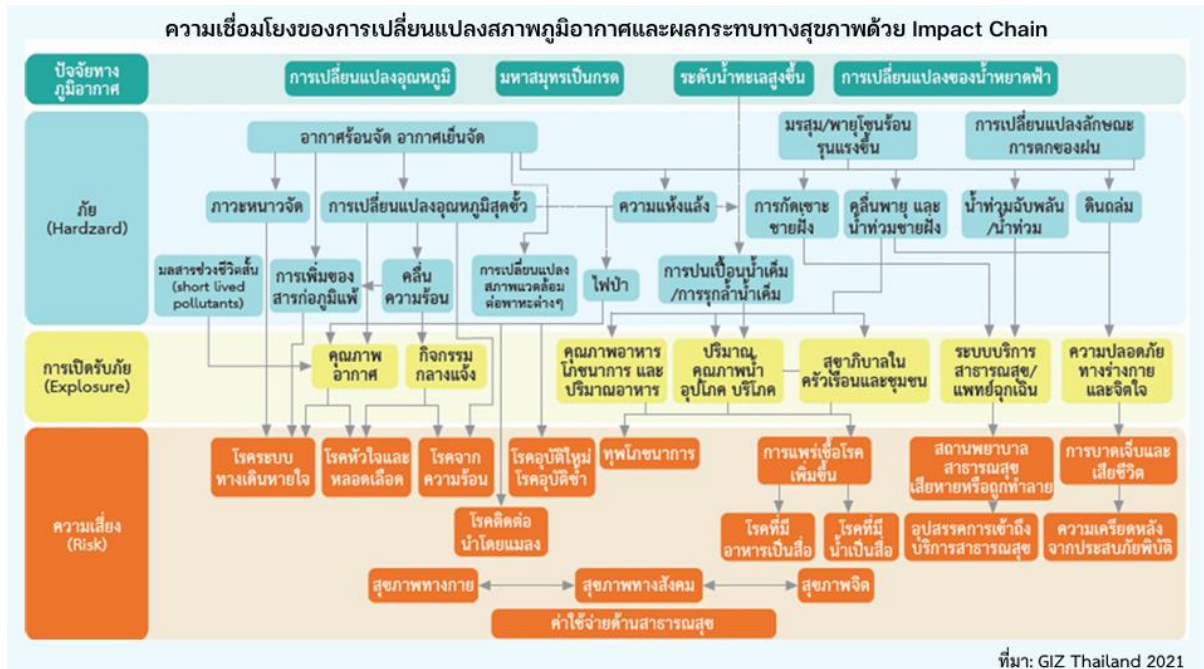 ความเชื่อมโยงของการเปลี่ยนแปลงสภาพภูมิอากาศและผลกระทบทางสุขภาพด้วย Impact Chain
ปัจจัยทาง
ภูมิอากาศ
การเปลี่ยนแปลงอุณหภูมิ
มหาสมุทรเป็นกรด
ระดับน้ำทะเลสูงขึ้น
การเปลี่ยนแปลงของน้ำหยาดฟ้า
ภัย
(Hardzard)
อากาศร้อนจัด อากาศเย็นจัด
มรสุม/พายุโซนร้อน
รุนแรงขึ้น
การเปลี่ยนแปลงลักษณะ
การตกของฝน
ภาวะหนาวจัด
การเปลี่ยนแปลงอุณหภูมิสุดขั้ว
ความแห้งแล้ง
การกัดเซาะ
ชายฝั่ง
คลื่นพายุ และ
น้ำท่วมชายฝั่ง
น้ำท่วมฉับพลัน
/น้ำท่วม
ดินถล่ม
มลสารช่วงชีวิตสั้น
(short lived
pollutants)
การเพิ่มของ
สารก่อภูมิแพ้
คลื่น
ความร้อน
การเปลี่ยนแปลง
สภาพแวดล้อม
ต่อพาหะต่างๆ
ไฟป่า
การปนเปื้อนน้ำเค็ม
/การรุกล้ำน้ำเค็ม
การเปิดรับภัย
(Explosure)
คุณภาพ
อากาศ
กิจกรรม
กลางแจ้ง
คุณภาพอาหาร
โภชนาการ และ
ปริมาณอาหาร
ปริมาณ
คุณภาพน้ำ
อุปโภค บริโภค
สุขาภิบาลใน
ครัวเรือนและชุมชน
ระบบบริการ
สาธารณสุข/
แพทย์ฉุกเฉิน
ความปลอดภัย
ทางร่างกาย
และจิตใจ
ความเสี่ยง
(Risk)
โรคระบบ
ทางเดินหายใจ
โรคหัวใจและ
หลอดเลือด
โรคจาก
ความร้อน
โรคอุบัติใหม่
โรคอุบัติซ้ำ
ทุพโภชนาการ
การแพร่เชื้อโรค
เพิ่มขึ้น
สถานพยาบาล
สาธารณสุข
เสียหายหรือถูกทำลาย
การบาดเจ็บและ
เสียชีวิต
โรคติดต่อ
นำโดยแมลง
โรคที่มี
อาหารเป็นสื่อ
โรคที่มี
น้ำเป็นสื่อ
อุปสรรคการเข้าถึง
บริการสาธารณสุข
ความเครียดหลัง
จากประสบภัยพิบัติ
สุขภาพทางกาย
สุขภาพทางสังคม
สุขภาพจิต
ค่าใช้จ่ายด้านสาธารณสุข
ที่มา: GIZ Thailand 2021